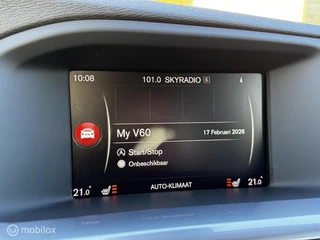 10:08
101.0 SKYRADIO 6
My V60
17 Februari 2026
Start/Stop
Onbeschikbaar
21.0°
AUTO-KLIMAAT
21.0°
mobilox